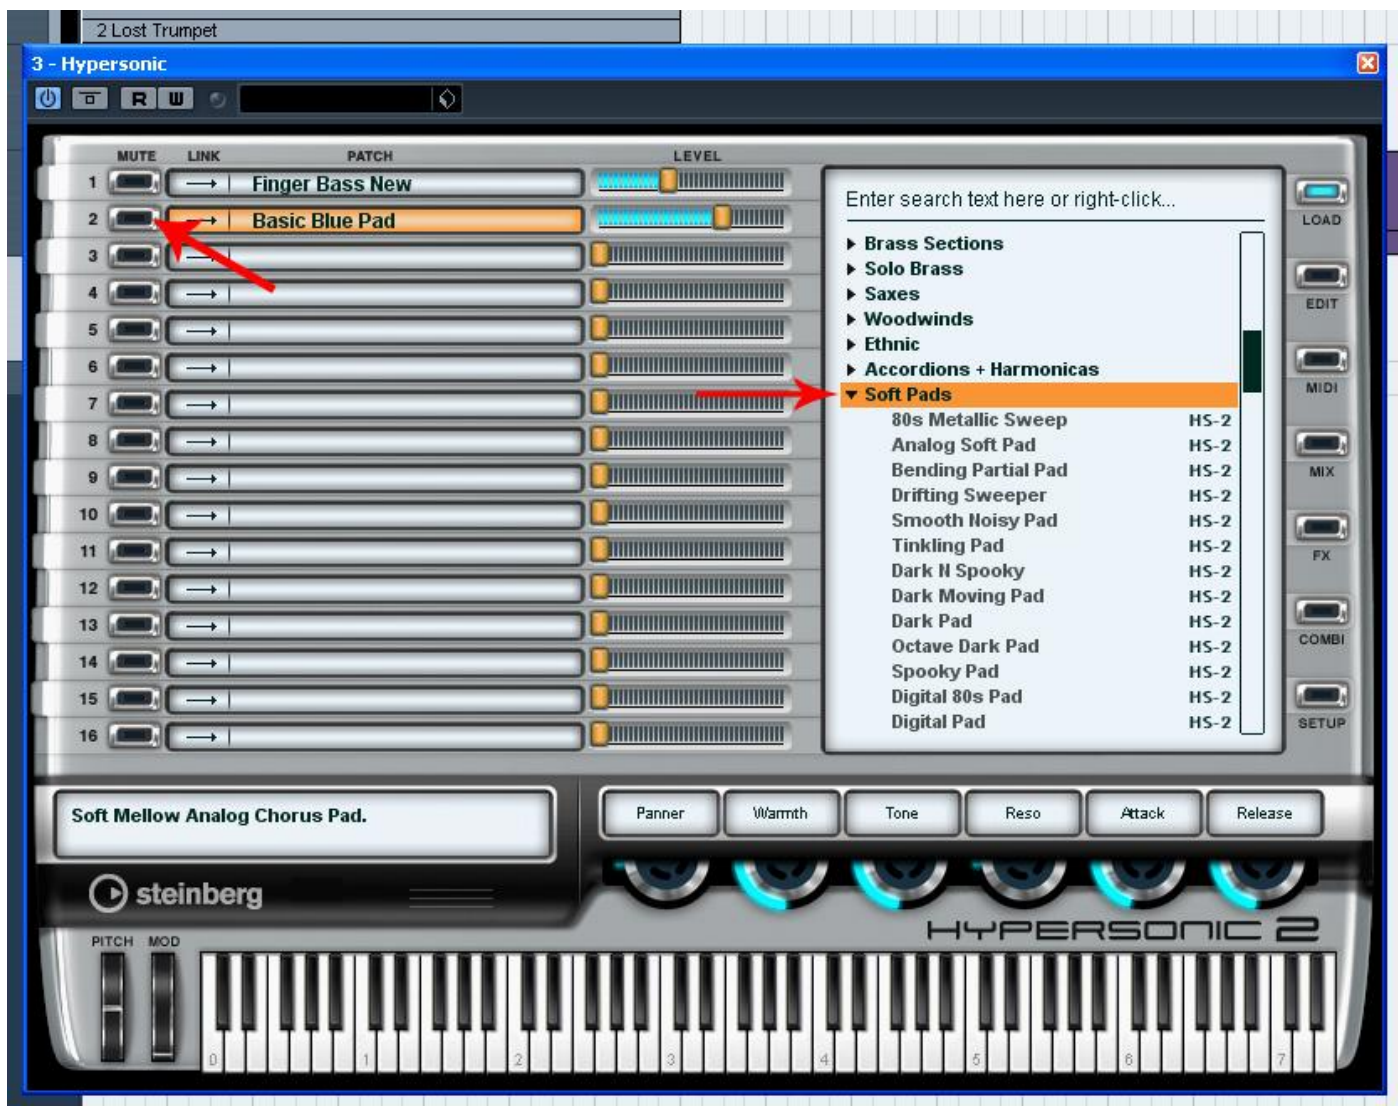 2 Lost Trumpet
3 - Hypersonic
R W
MUTE LINK PATCH LEVEL
1 Finger Bass New
2 Basic Blue Pad
3
4
5
6
7
8
9
10
11
12
13
14
15
16
Enter search text here or right-click...
Brass Sections
Solo Brass
Saxes
Woodwinds
Ethnic
Accordions + Harmonicas
Soft Pads
80s Metallic Sweep HS-2
Analog Soft Pad HS-2
Bending Partial Pad HS-2
Drifting Sweeper HS-2
Smooth Noisy Pad HS-2
Tinkling Pad HS-2
Dark N Spooky HS-2
Dark Moving Pad HS-2
Dark Pad HS-2
Octave Dark Pad HS-2
Spooky Pad HS-2
Digital 80s Pad HS-2
Digital Pad HS-2
LOAD
EDIT
MIDI
MIX
FX
COMBI
SETUP
Soft Mellow Analog Chorus Pad.
Panner Warmth Tone Reso Attack Release
steinberg
HYPERSONIC 2
PITCH MOD
0 1 2 3 4 5 6 7